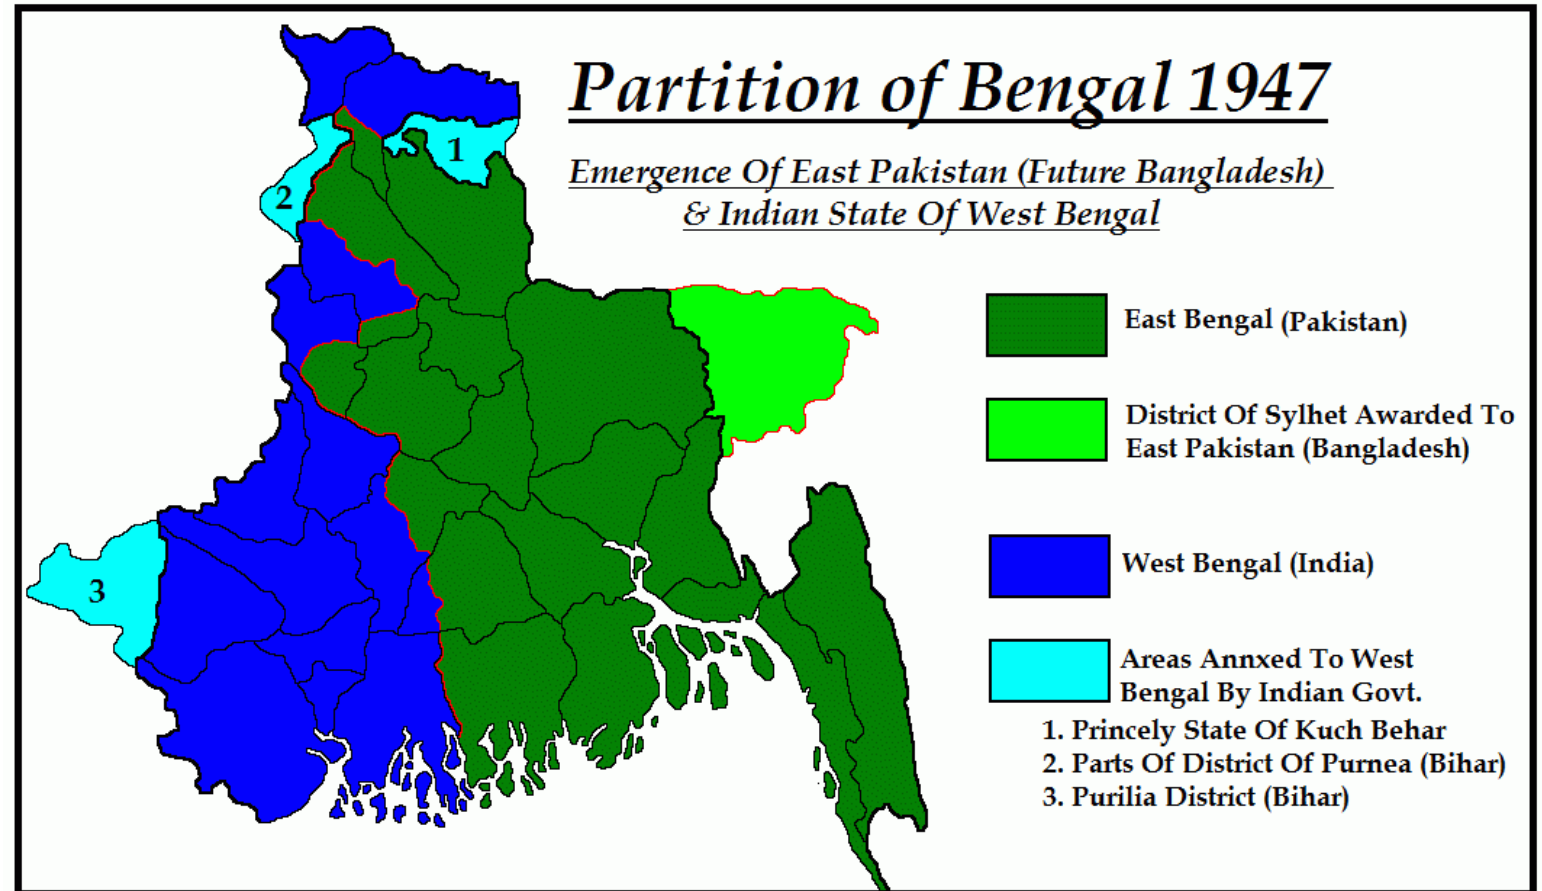 Partition of Bengal 1947
Emergence Of East Pakistan (Future Bangladesh)
& Indian State Of West Bengal
1
2
3
East Bengal (Pakistan)
District Of Sylhet Awarded To
East Pakistan (Bangladesh)
West Bengal (India)
Areas Annxed To West
Bengal By Indian Govt.
1. Princely State Of Kuch Behar
2. Parts Of District Of Purnea (Bihar)
3. Purilia District (Bihar)